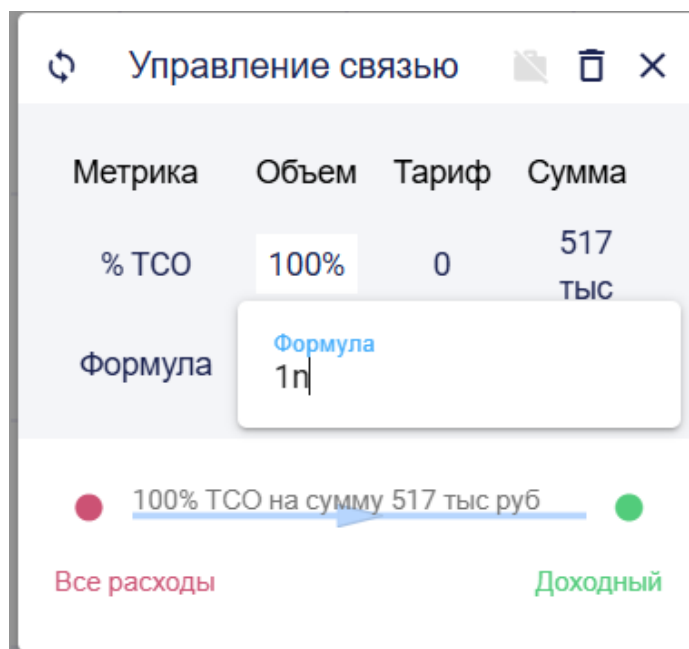 Управление связью
Метрика Объем Тариф Сумма
% TCO 100% 0 517
тыс
Формула
Формула
1n
100% TCO на сумму 517 тыс руб
Все расходы Доходный